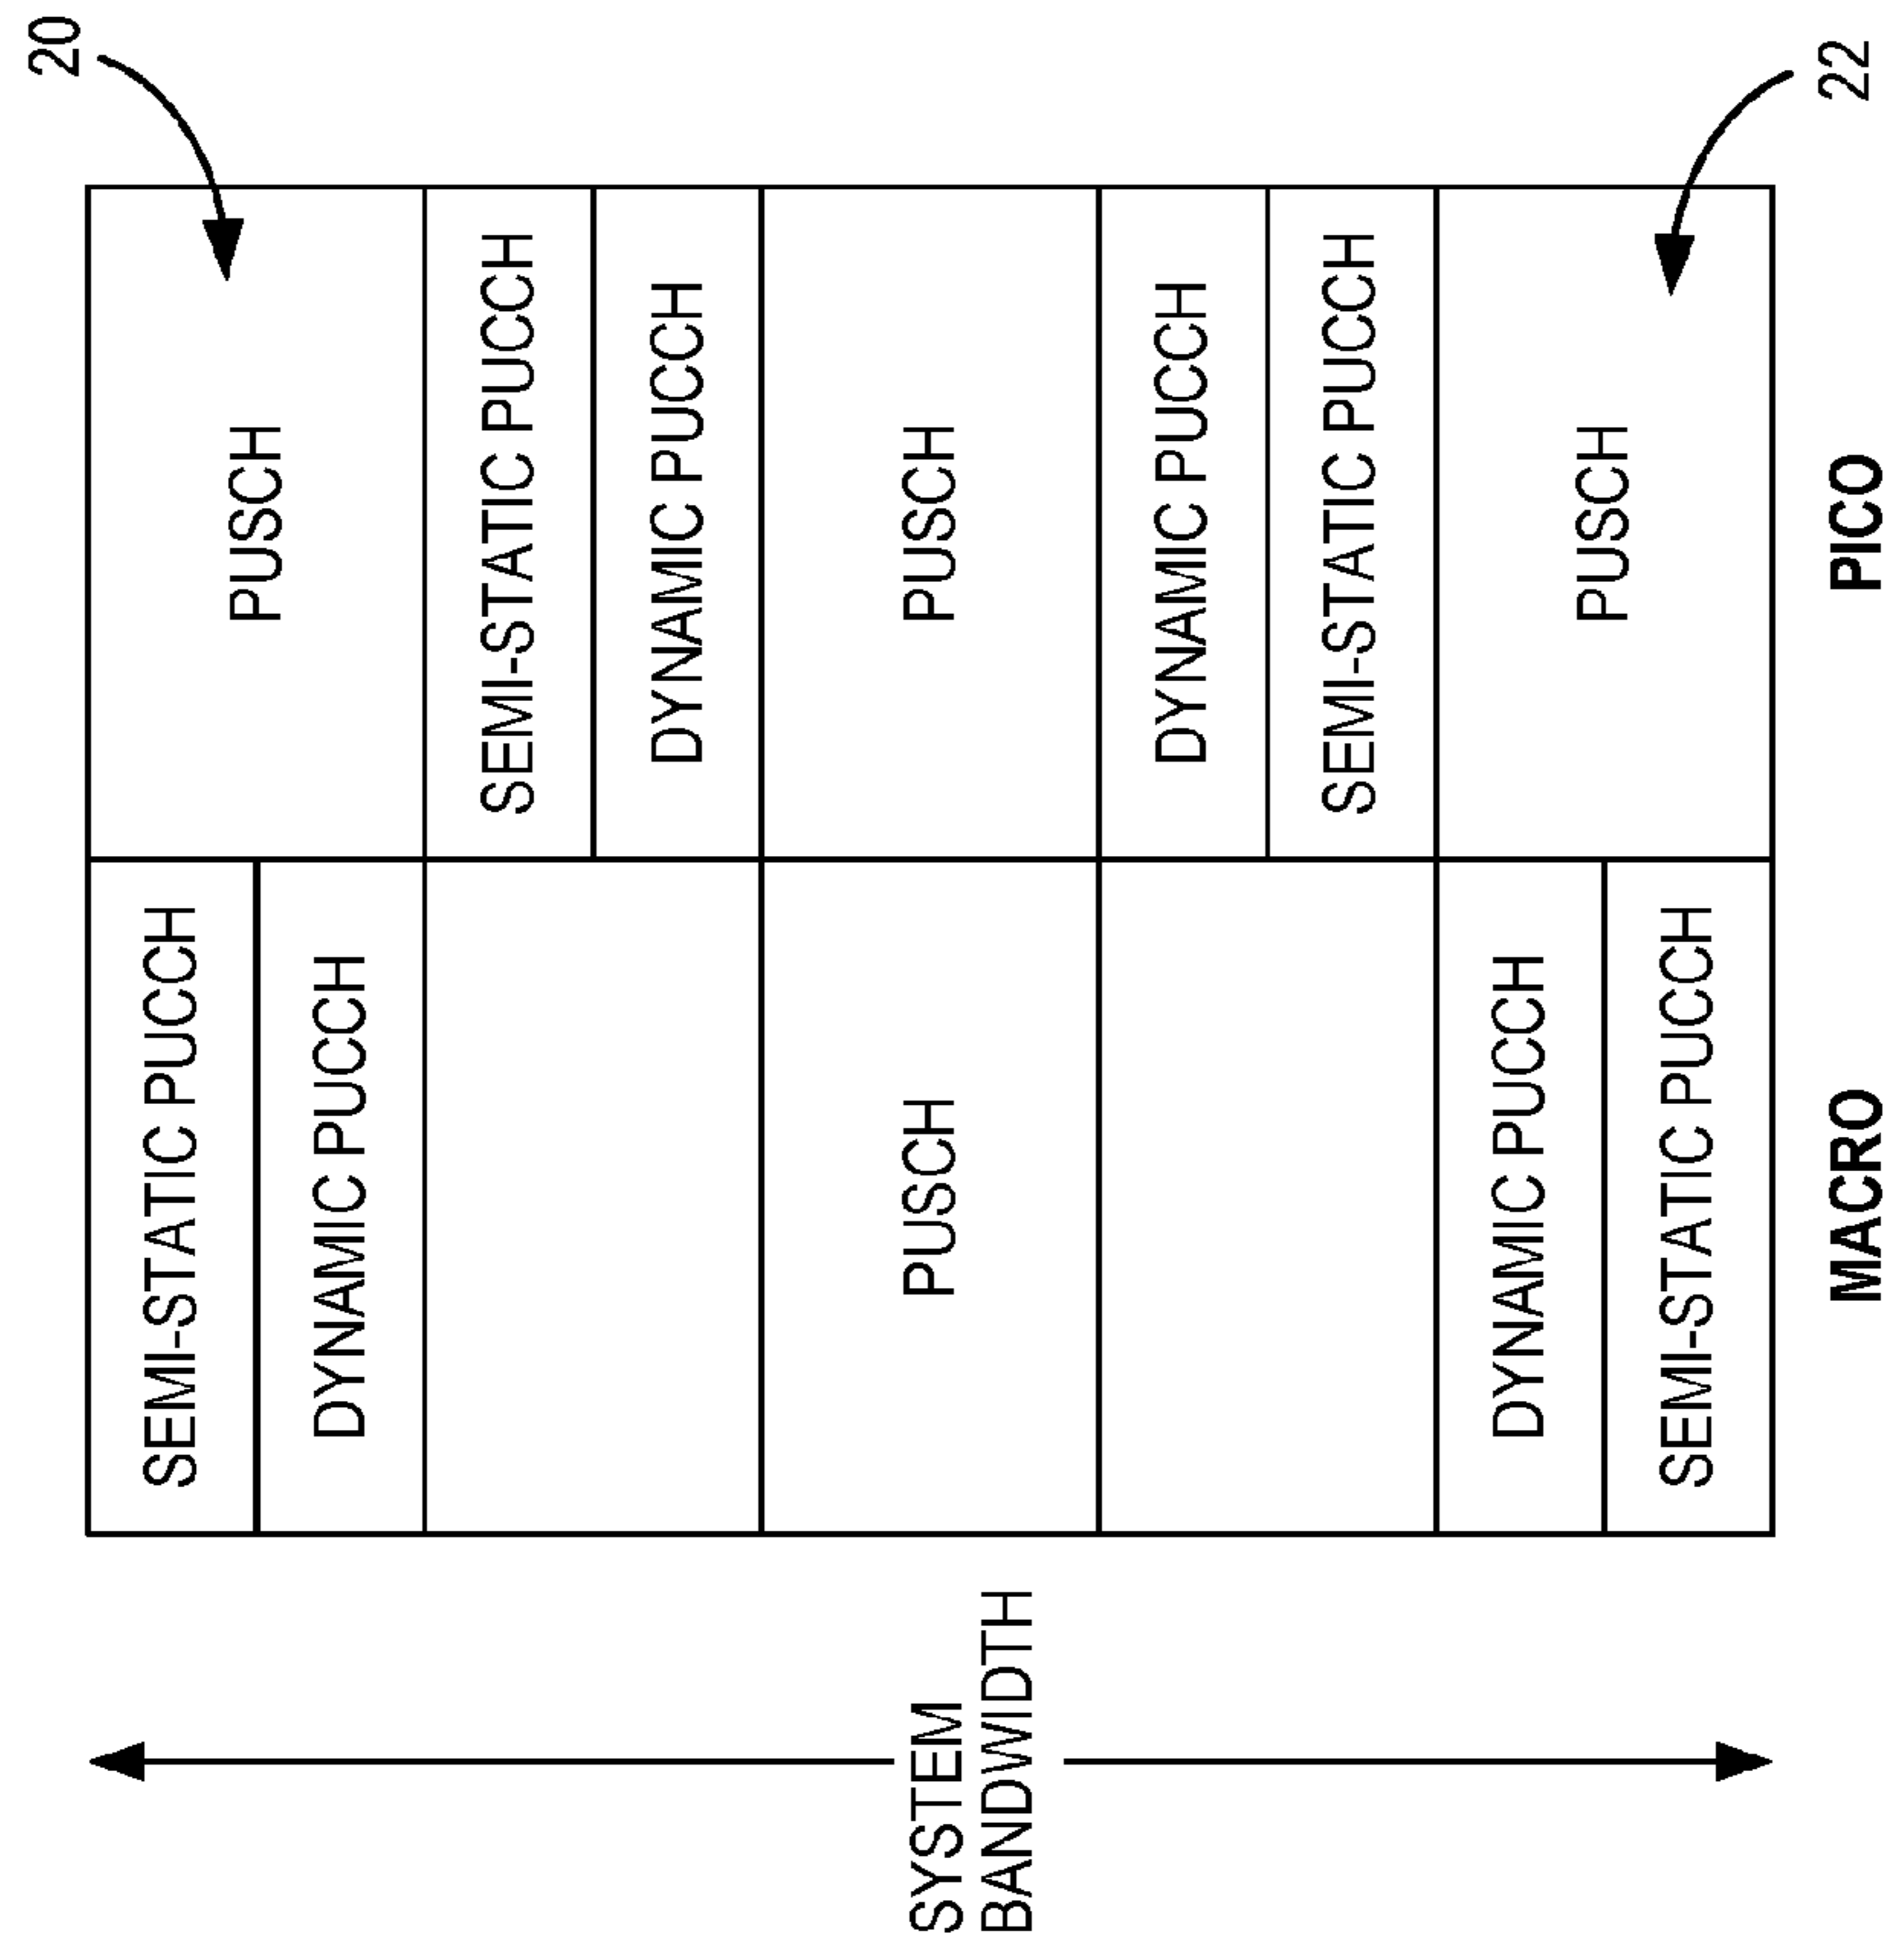 20
SEMI-STATIC PUCCH
PUSCH
DYNAMIC PUCCH
SEMI-STATIC PUCCH
DYNAMIC PUCCH
SYSTEM
BANDWIDTH
PUSCH
PUSCH
DYNAMIC PUCCH
SEMI-STATIC PUCCH
DYNAMIC PUCCH
PUSCH
SEMI-STATIC PUCCH
22
MACRO
PICO